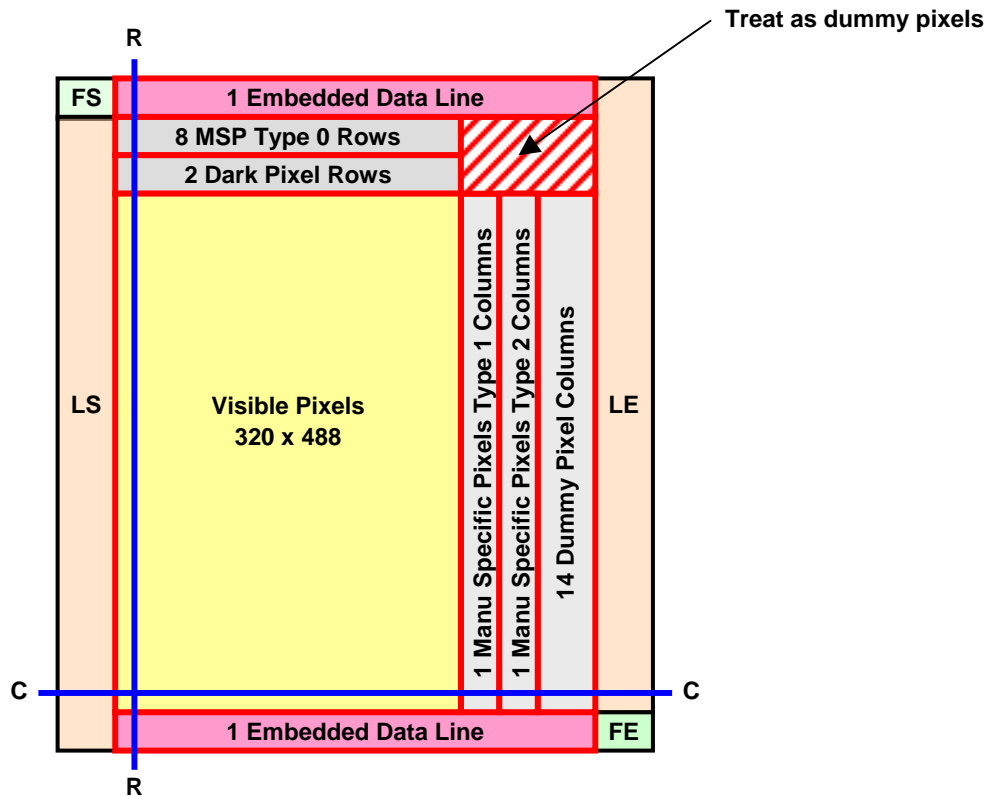 Treat as dummy pixels
R
FS
1 Embedded Data Line
8 MSP Type 0 Rows
2 Dark Pixel Rows
LS
Visible Pixels
320 x 488
1 Manu Specific Pixels Type 1 Columns
1 Manu Specific Pixels Type 2 Columns
14 Dummy Pixel Columns
LE
C
C
1 Embedded Data Line
FE
R